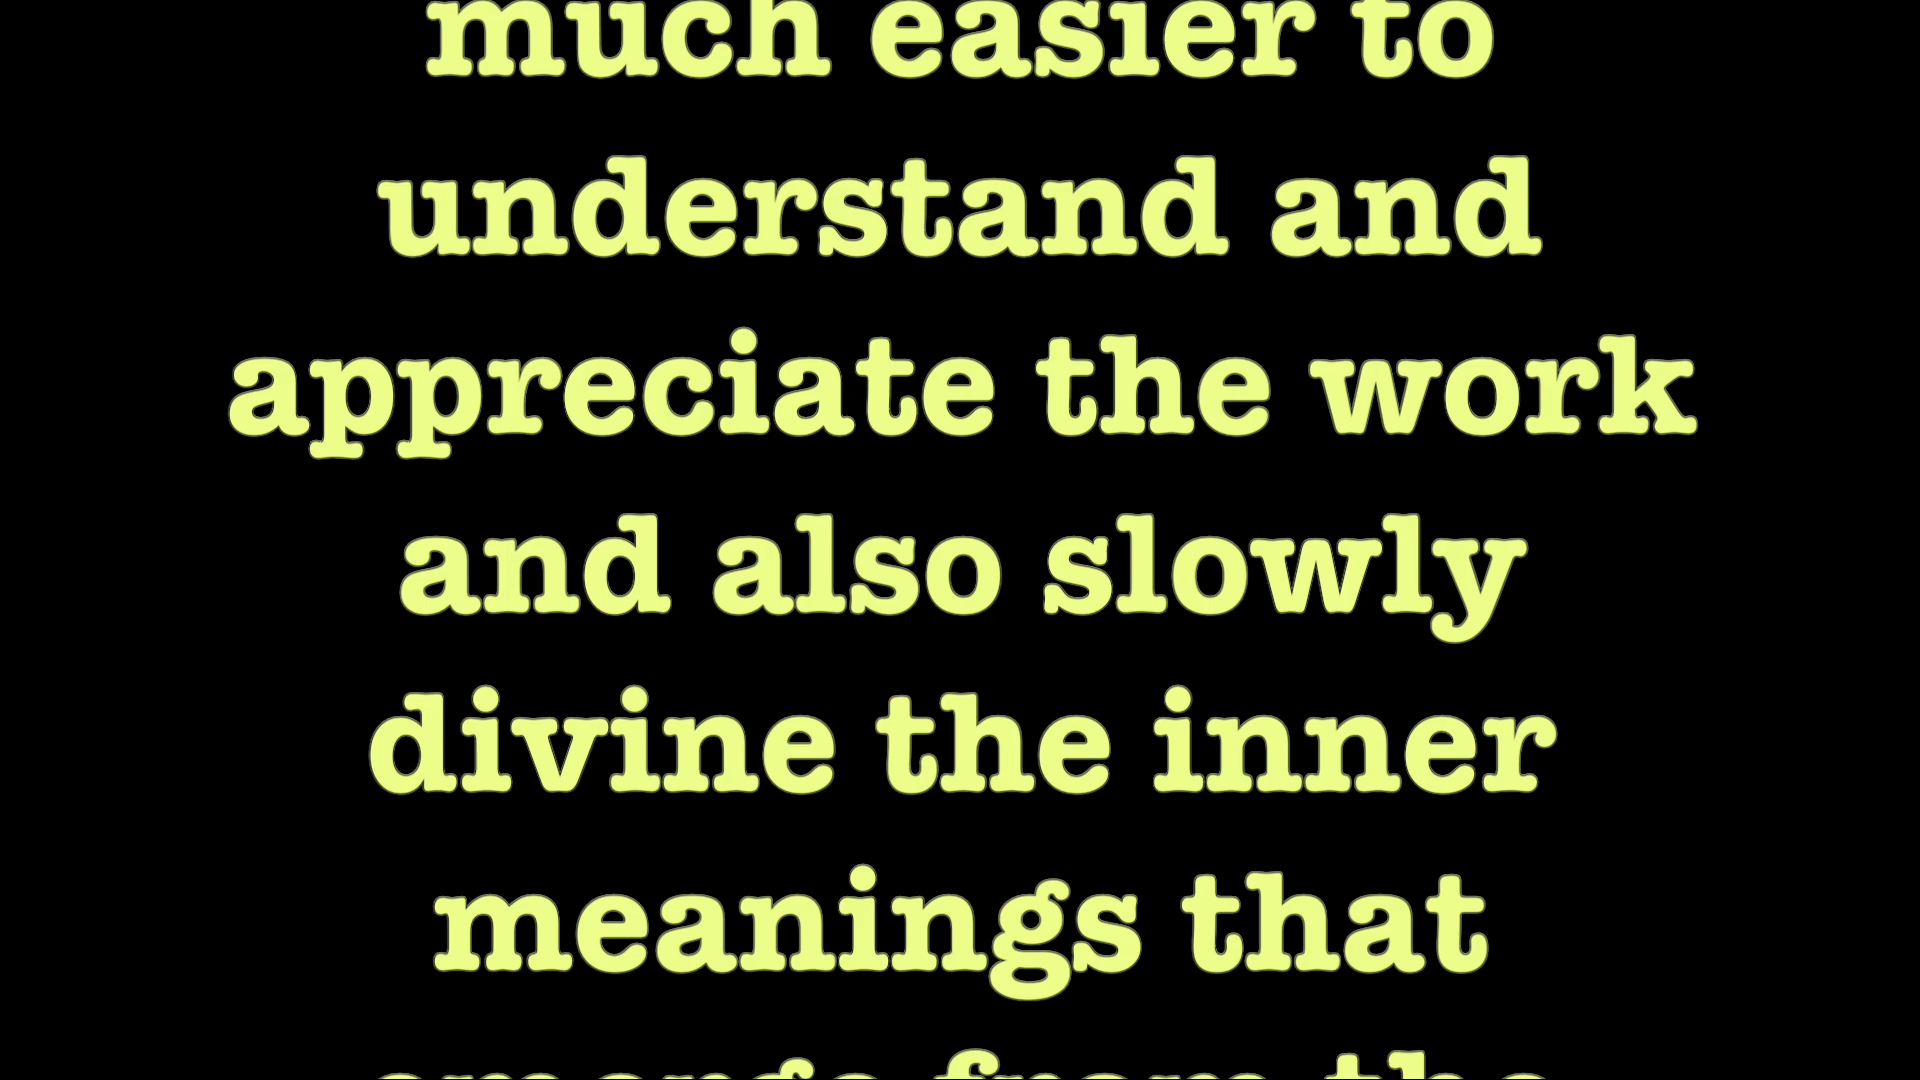 much easier to
understand and
appreciate the work
and also slowly
divine the inner
meanings that